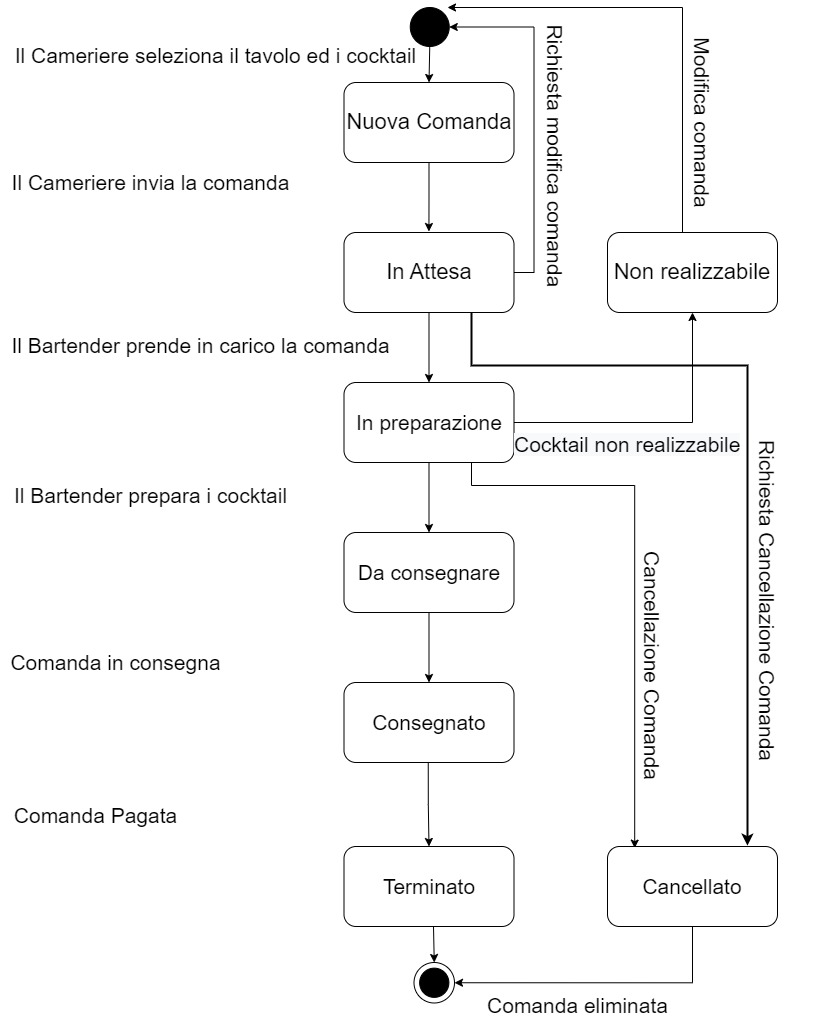 Il Cameriere seleziona il tavolo ed i cocktail
Nuova Comanda
Richiesta modifica comanda
Modifica comanda
Il Cameriere invia la comanda
In Attesa
Non realizzabile
Il Bartender prende in carico la comanda
In preparazione
Cocktail non realizzabile
Il Bartender prepara i cocktail
Richiesta Cancellazione Comanda
Da consegnare
Cancellazione Comanda
Comanda in consegna
Consegnato
Comanda Pagata
Terminato
Cancellato
Comanda eliminata